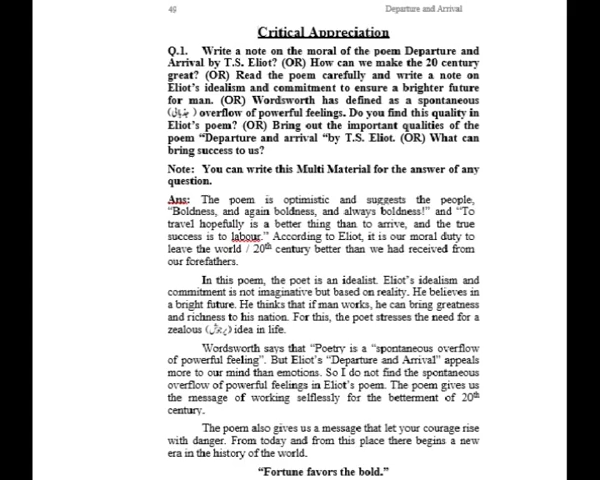 49 Departure and Arrival
Critical Appreciation
Q.1. Write a note on the moral of the poem Departure and
Arrival by T.S. Eliot? (OR) How can we make the 20 century
great? (OR) Read the poem carefully and write a note on
Eliot's idealism and commitment to ensure a brighter future
for man. (OR) Wordsworth has defined as a spontaneous
overflow of powerful feelings. Do you find this quality in
Eliot's poem? (OR) Bring out the important qualities of the
poem "Departure and arrival "by T.S. Eliot. (OR) What can
bring success to us?
Note: You can write this Multi Material for the answer of any
question.
Ans: The poem is optimistic and suggests the people,
"Boldness, and again boldness, and always boldness!" and "To
travel hopefully is a better thing than to arrive, and the true
success is to labour." According to Eliot, it is our moral duty to
leave the world / 20th century better than we had received from
our forefathers.
In this poem, the poet is an idealist. Eliot's idealism and
commitment is not imaginative but based on reality. He believes in
a bright future. He thinks that if man works, he can bring greatness
and richness to his nation. For this, the poet stresses the need for a
zealous idea in life.
Wordsworth says that "Poetry is a "spontaneous overflow
of powerful feeling". But Eliot's "Departure and Arrival" appeals
more to our mind than emotions. So I do not find the spontaneous
overflow of powerful feelings in Eliot's poem. The poem gives us
the message of working selflessly for the betterment of 20th
century.
The poem also gives us a message that let your courage rise
with danger. From today and from this place there begins a new
era in the history of the world.
"Fortune favors the bold."